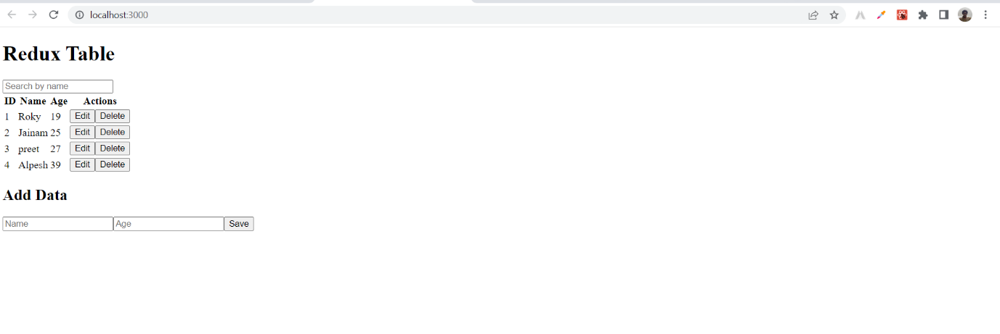 localhost:3000
Redux Table
Search by name
ID Name Age Actions
1 Roky 19 Edit Delete
2 Jainam 25 Edit Delete
3 preet 27 Edit Delete
4 Alpesh 39 Edit Delete
Add Data
Name Age Save